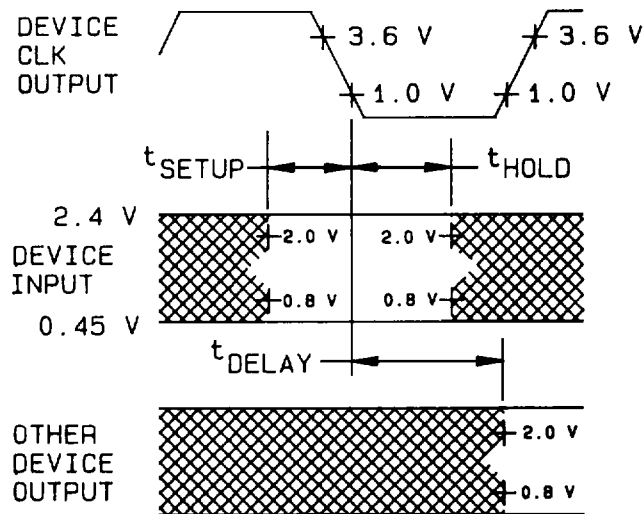 DEVICE
CLK
OUTPUT
3.6 V
3.6 V
1.0 V
1.0 V
tSETUP
tHOLD
2.4 V
DEVICE
INPUT
2.0 V
2.0 V
0.8 V
0.8 V
0.45 V
tDELAY
OTHER
DEVICE
OUTPUT
2.0 V
0.8 V